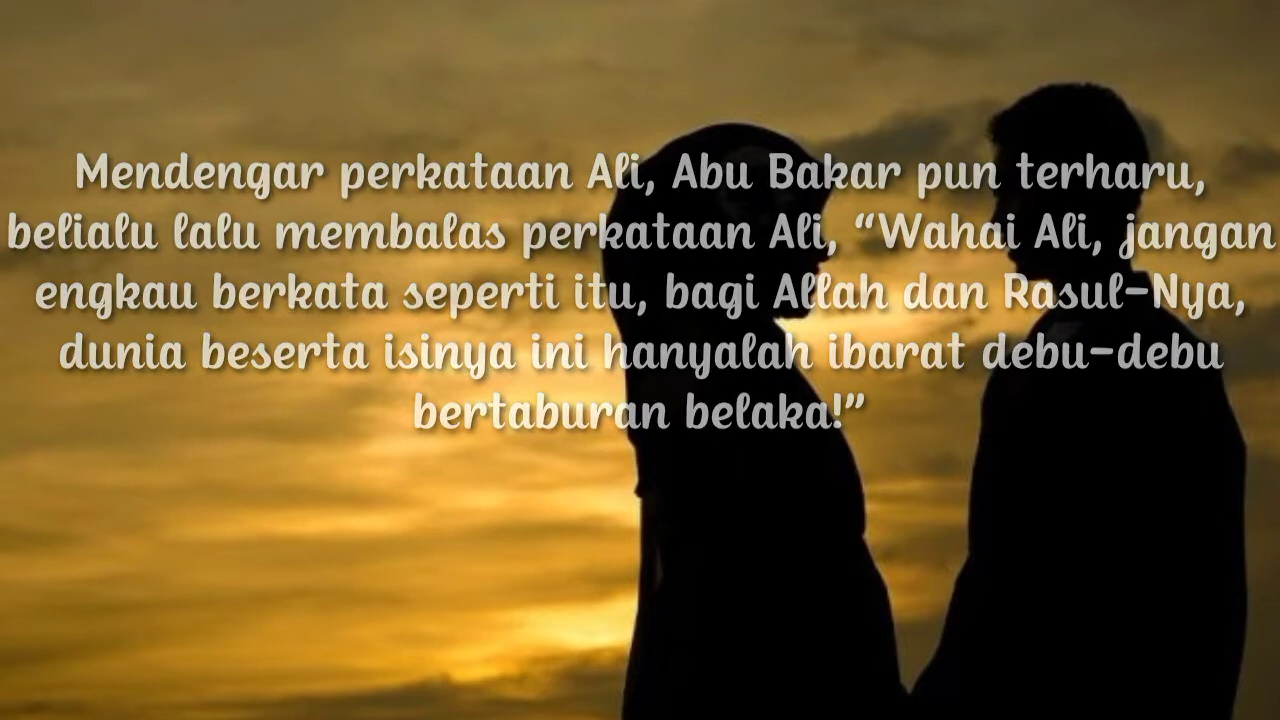 Mendengar perkataan Ali, Abu Bakar pun terharu,
belialu lalu membalas perkataan Ali, “Wahai Ali, jangan
engkau berkata seperti itu, bagi Allah dan Rasul-Nya,
dunia beserta isinya ini hanyalah ibarat debu-debu
bertaburan belaka!”